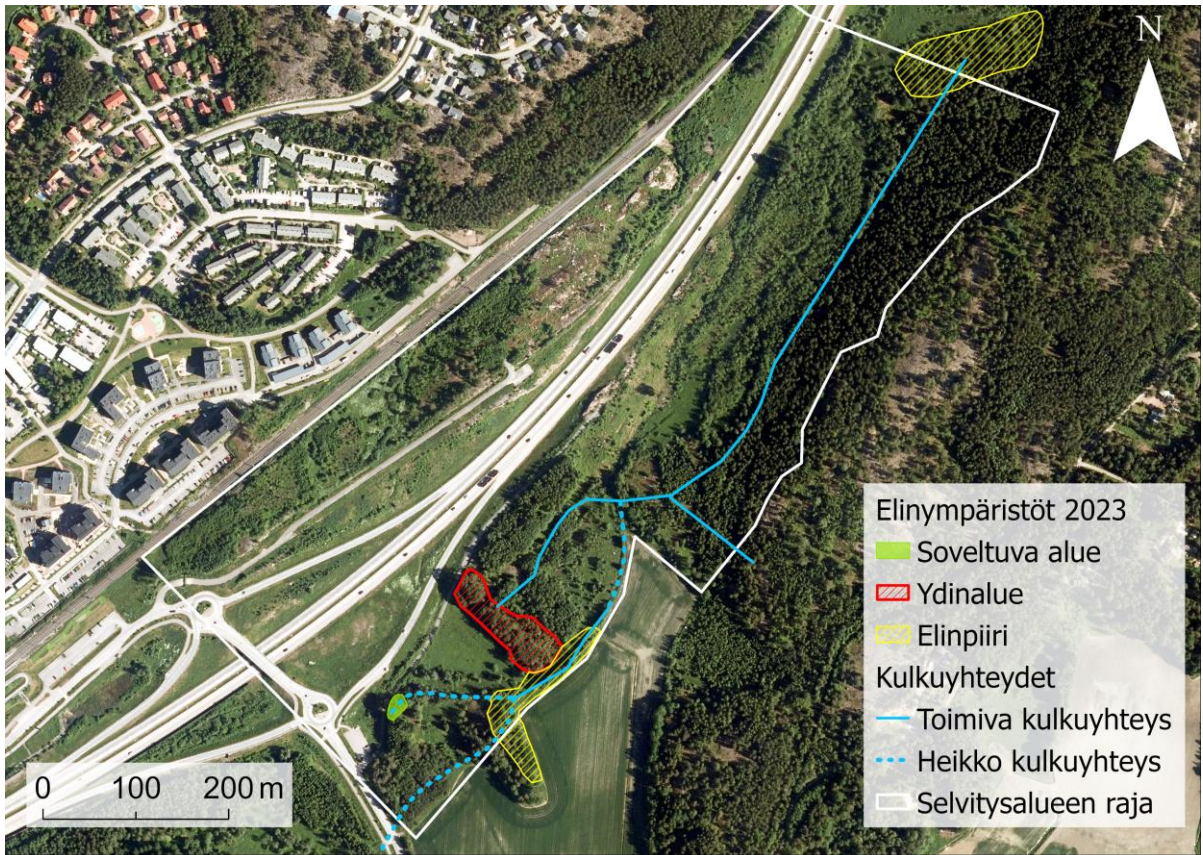 N
Elinympäristöt 2023
Soveltuva alue
Ydinalue
Elinpiiri
Kulkuyhteydet
Toimiva kulkuyhteys
Heikko kulkuyhteys
Selvitysalueen raja
0 100 200 m